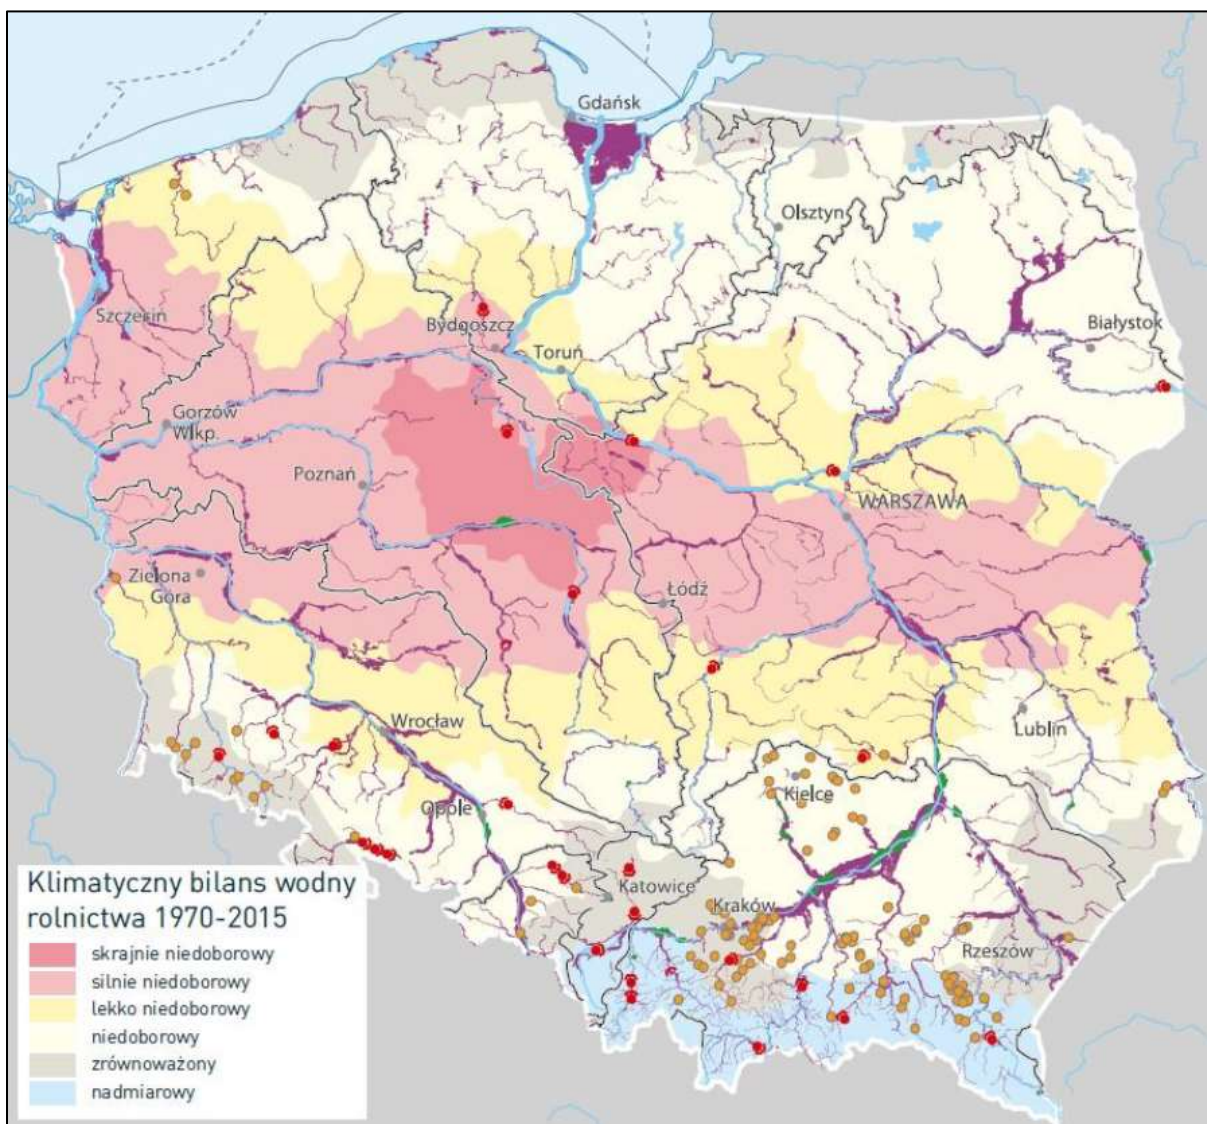 Gdańsk
Olsztyn
Szczecin
Bydgoszcz
Białystok
Toruń
Gorzów
Wlkp.
Poznań
WARSZAWA
Zielona
Góra
Łódź
Wrocław
Lublin
Kielce
Opole
Katowice
Kraków
Rzeszów
Klimatyczny bilans wodny
rolnictwa 1970-2015
skrajnie niedoborowy
silnie niedoborowy
lekko niedoborowy
niedoborowy
zrównoważony
nadmiarowy